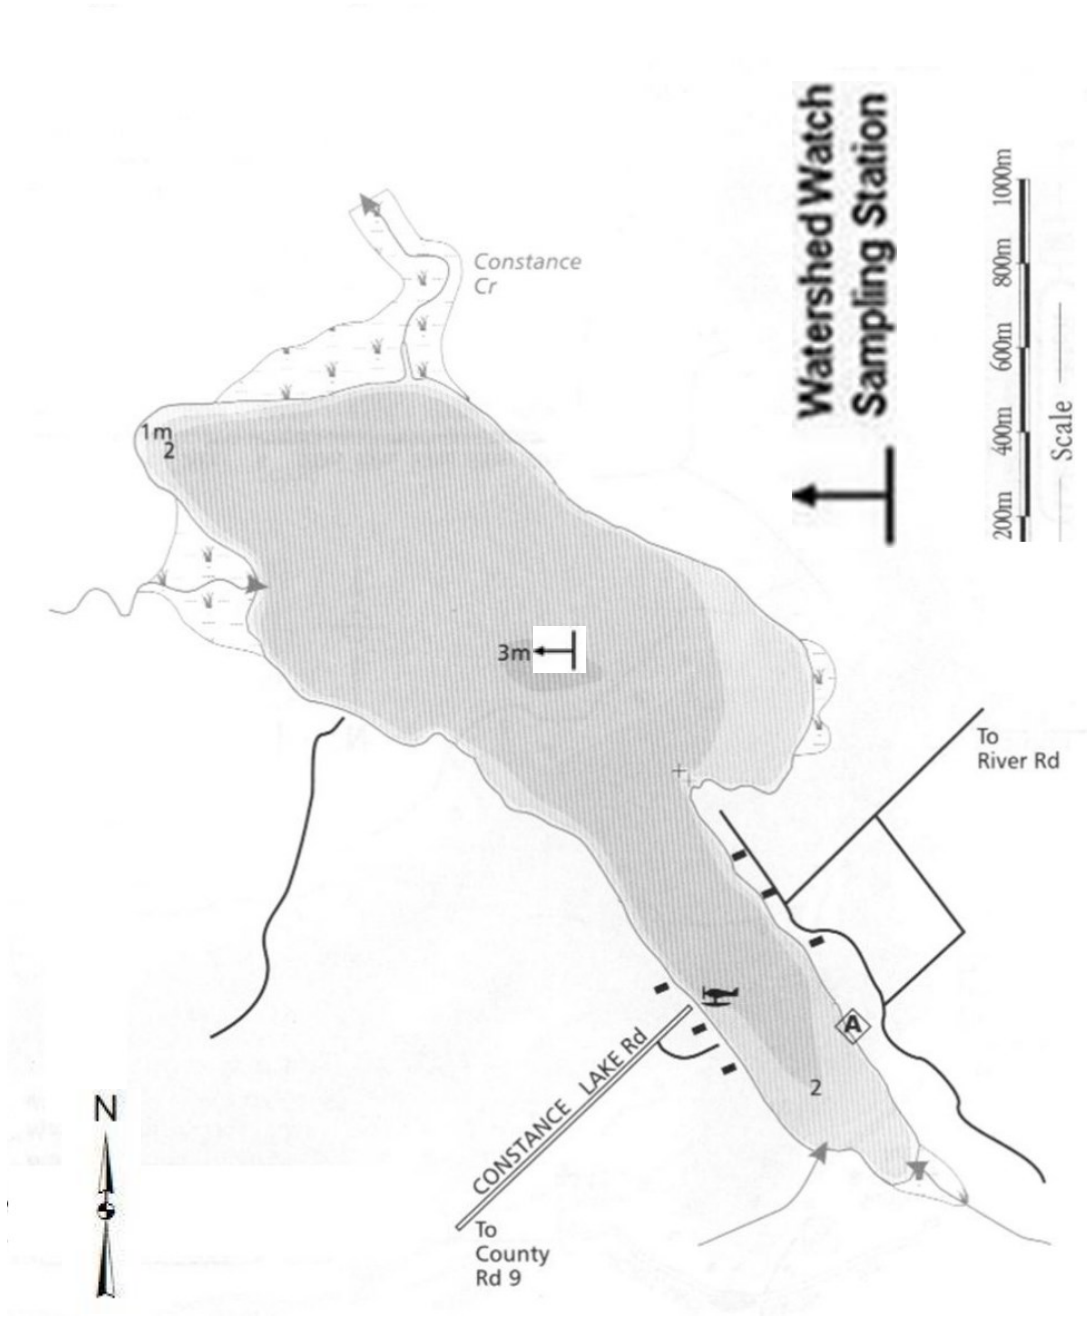 Constance
Cr
Watershed Watch
Sampling Station
1000m
800m
600m
400m
200m
Scale
1m
2
3m
To
River Rd
A
2
CONSTANCE LAKE Rd
To
County
Rd 9
N